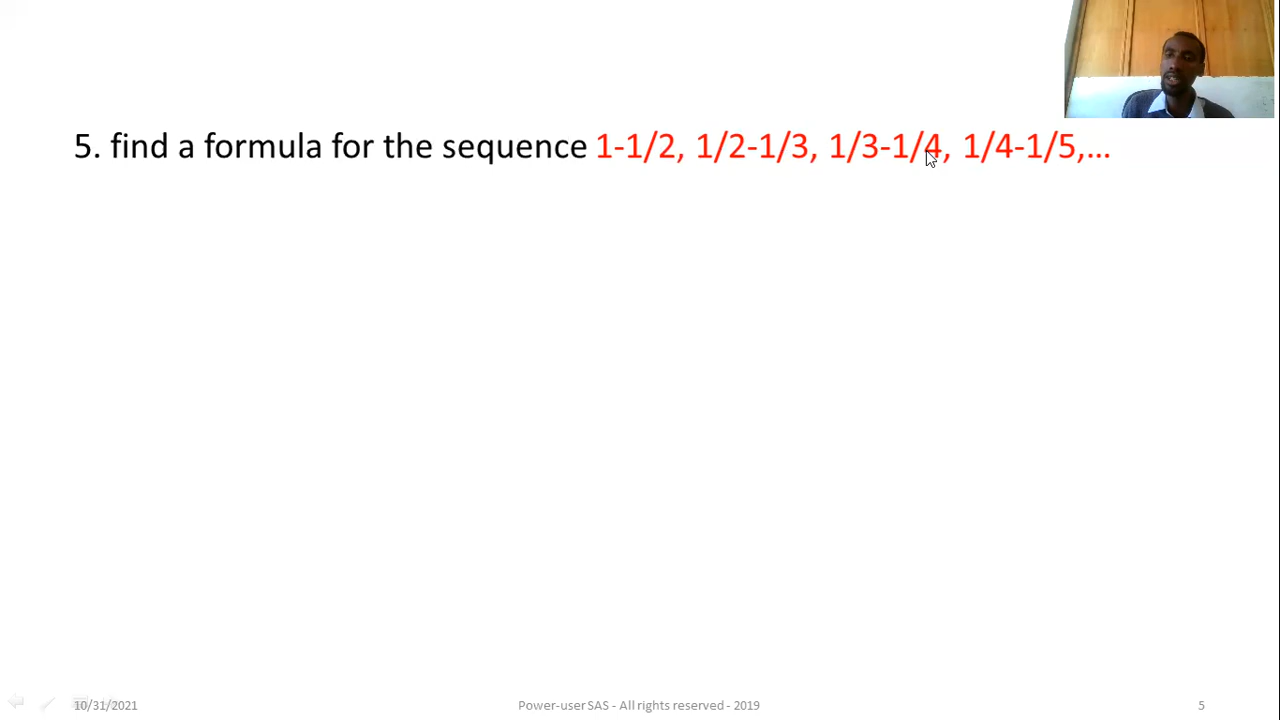 5. find a formula for the sequence 1-1/2, 1/2-1/3, 1/3-1/4, 1/4-1/5,...
10/31/2021
Power-user SAS - All rights reserved - 2019
5